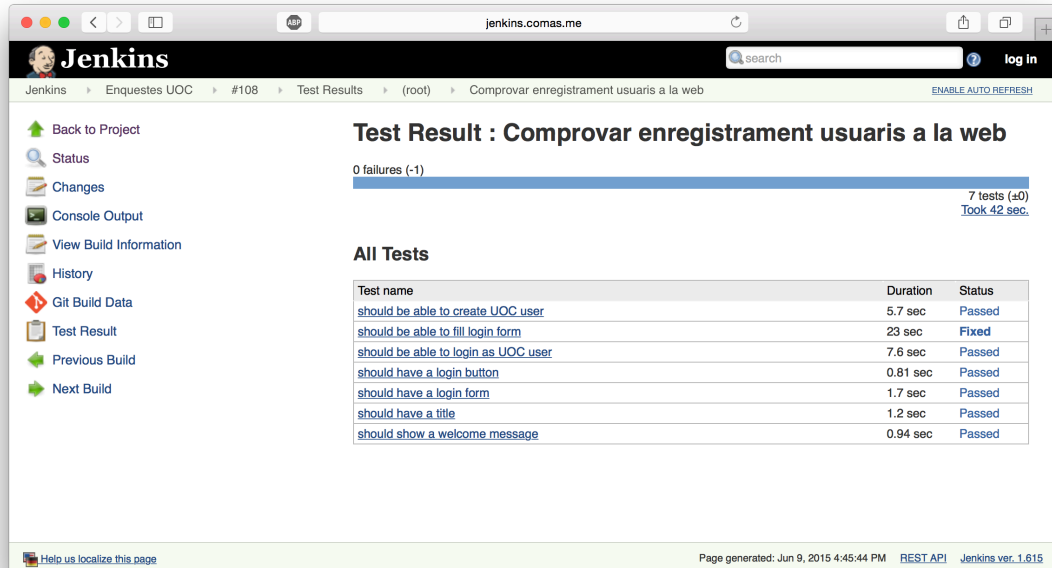 ABP
jenkins.comas.me
Jenkins
search
log in
Jenkins Enquestes UOC #108 Test Results (root) Comprovar enregistrament usuaris a la web
ENABLE AUTO REFRESH
Back to Project
Status
Changes
Console Output
View Build Information
History
Git Build Data
Test Result
Previous Build
Next Build
Test Result : Comprovar enregistrament usuaris a la web
0 failures (-1)
7 tests (±0)
Took 42 sec.
All Tests
Test name Duration Status
should be able to create UOC user 5.7 sec Passed
should be able to fill login form 23 sec Fixed
should be able to login as UOC user 7.6 sec Passed
should have a login button 0.81 sec Passed
should have a login form 1.7 sec Passed
should have a title 1.2 sec Passed
should show a welcome message 0.94 sec Passed
Help us localize this page
Page generated: Jun 9, 2015 4:45:44 PM REST API Jenkins ver. 1.615